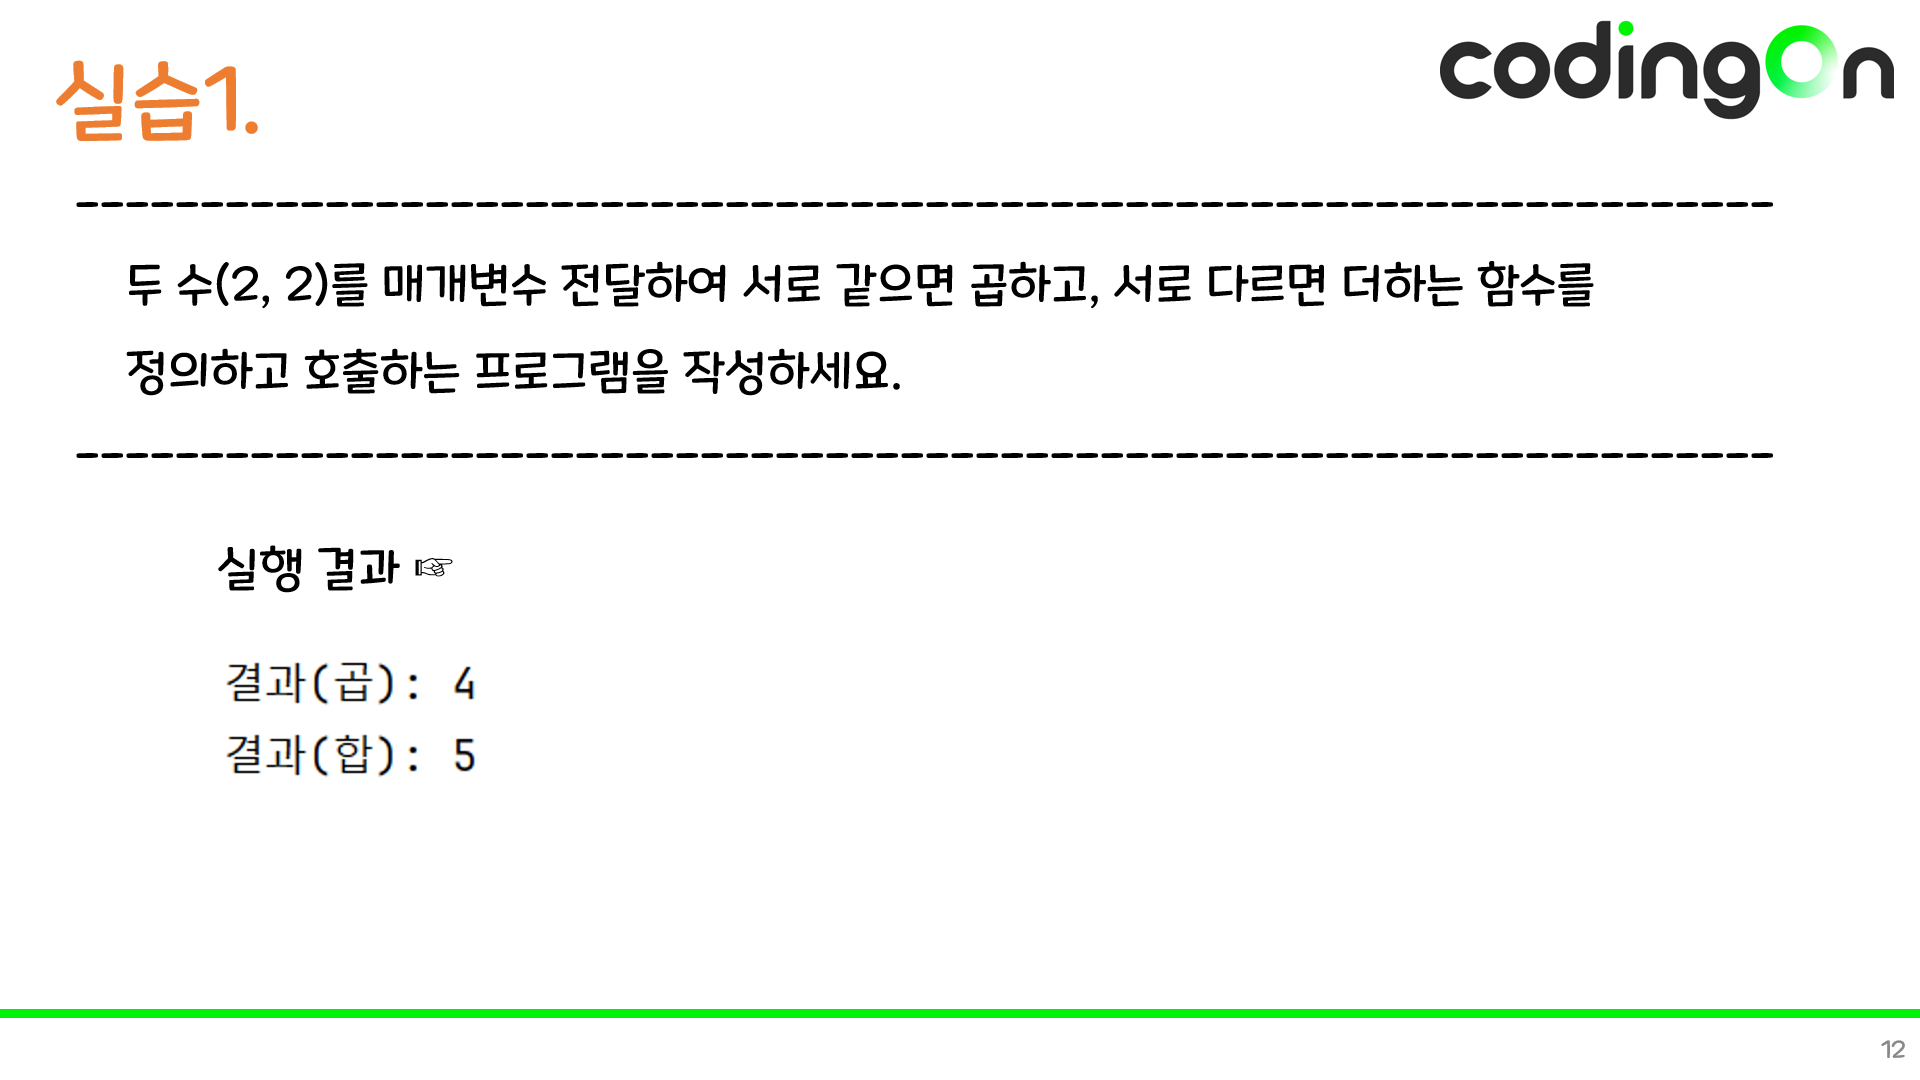 실습1.
codingOn
--------------------------------------------------------------------
두 수(2, 2)를 매개변수 전달하여 서로 같으면 곱하고, 서로 다르면 더하는 함수를
정의하고 호출하는 프로그램을 작성하세요.
--------------------------------------------------------------------
실행 결과 ☞
결과(곱): 4
결과(합): 5
12